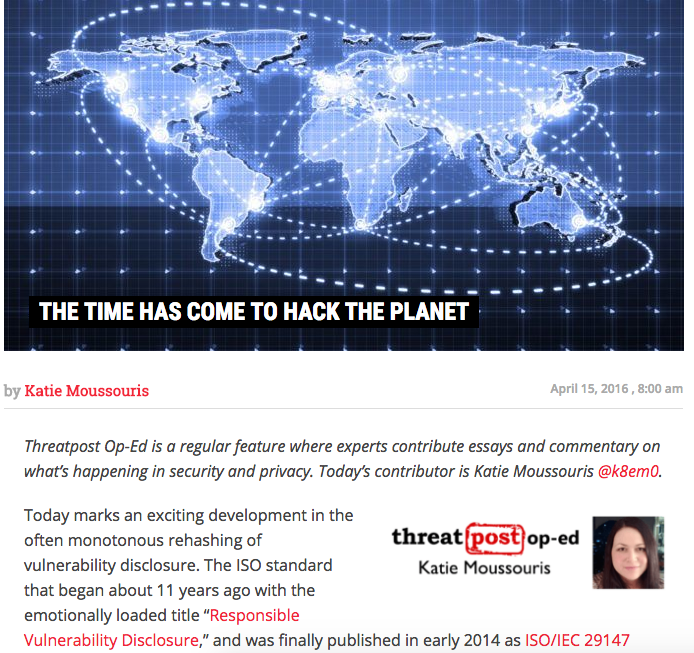 THE TIME HAS COME TO HACK THE PLANET
by Katie Moussouris
April 15, 2016 , 8:00 am
Threatpost Op-Ed is a regular feature where experts contribute essays and commentary on
what’s happening in security and privacy. Today’s contributor is Katie Moussouris @k8em0.
Today marks an exciting development in the
often monotonous rehashing of
vulnerability disclosure. The ISO standard
that began about 11 years ago with the
emotionally loaded title “Responsible
Vulnerability Disclosure,” and was finally published in early 2014 as ISO/IEC 29147
threat post op-ed
Katie Moussouris